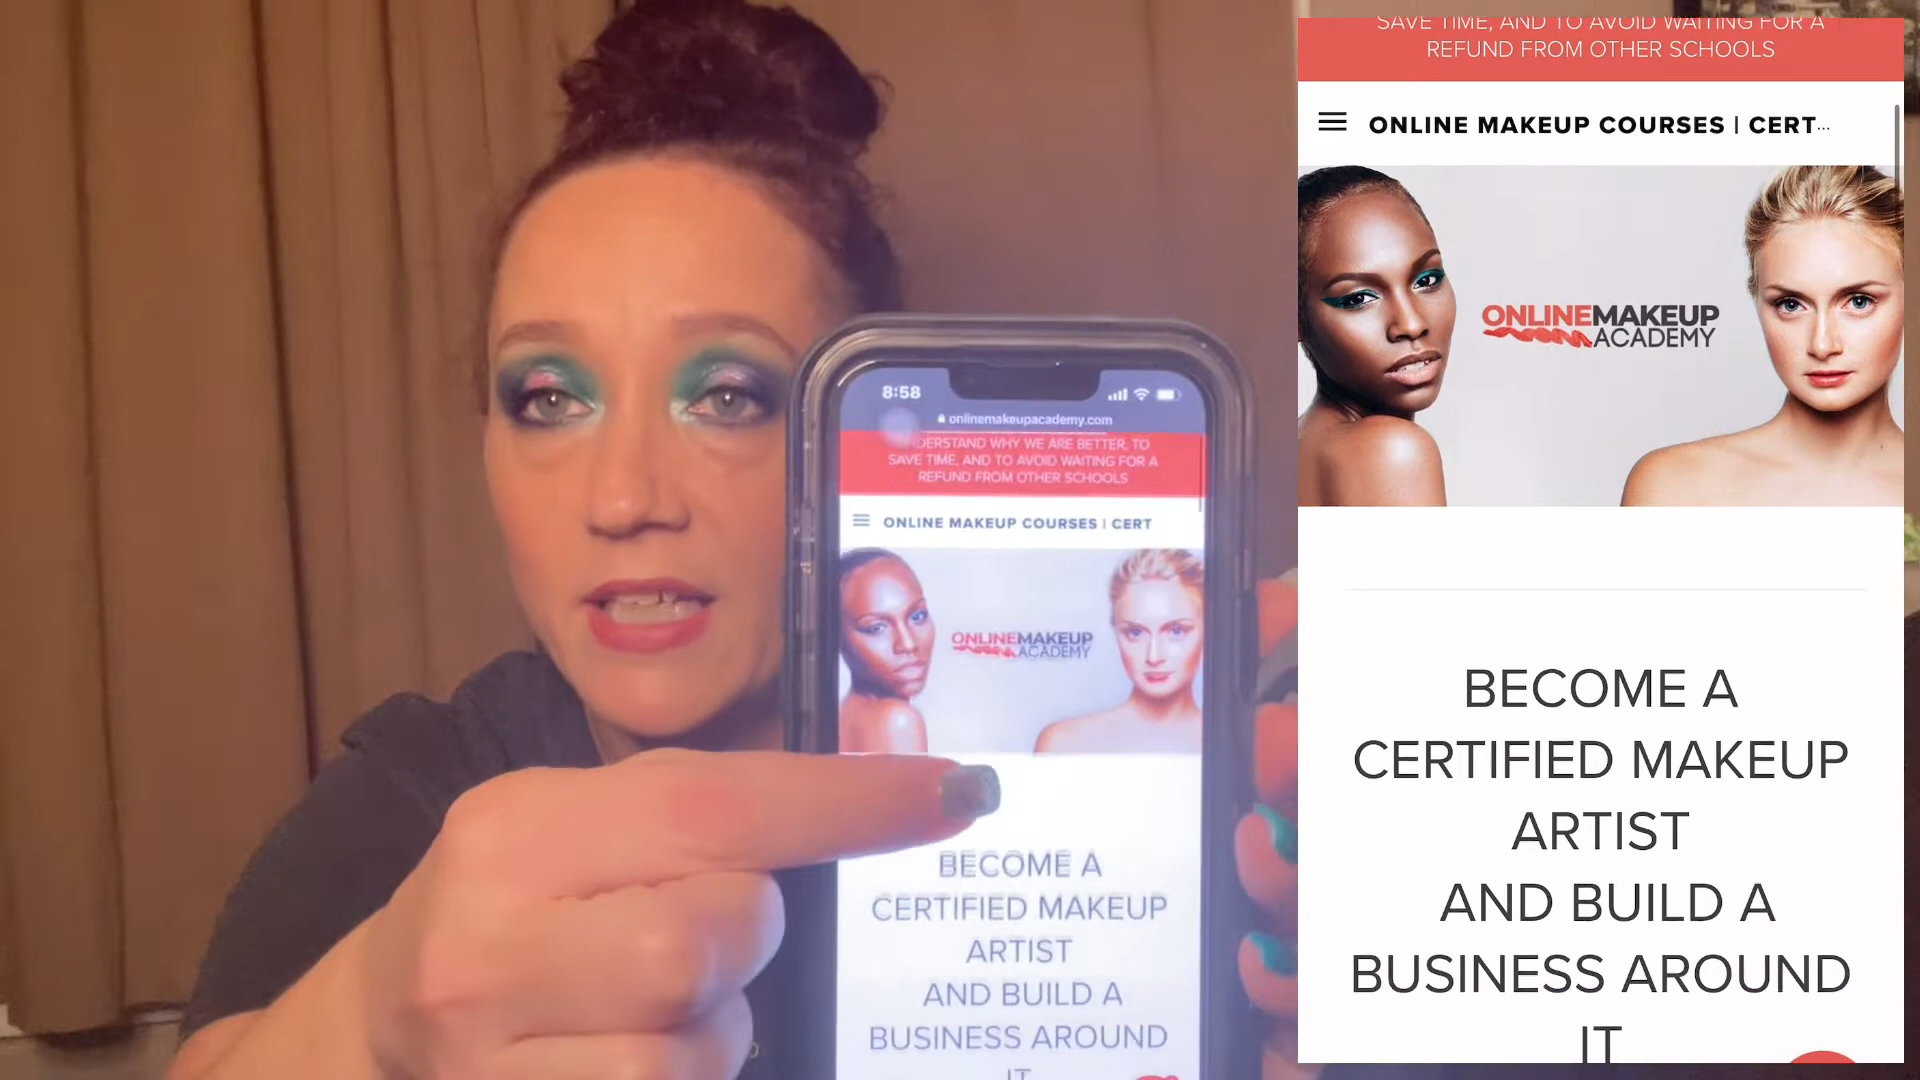 8:58
onlinemakeupacademy.com
DERSTAND WHY WE ARE BETTER, TO
SAVE TIME, AND TO AVOID WAITING FOR A
REFUND FROM OTHER SCHOOLS
ONLINE MAKEUP COURSES | CERT
ONLINEMAKEUP
ACADEMY
BECOME A
CERTIFIED MAKEUP
ARTIST
AND BUILD A
BUSINESS AROUND
IT
SAVE TIME, AND TO AVOID WAITING FOR A
REFUND FROM OTHER SCHOOLS
ONLINE MAKEUP COURSES | CERT...
ONLINEMAKEUP
ACADEMY
BECOME A
CERTIFIED MAKEUP
ARTIST
AND BUILD A
BUSINESS AROUND
IT